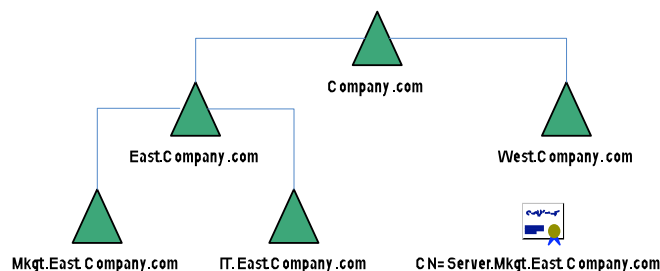 Company.com
East.Company.com
West.Company.com
Mkgt.East.Company.com
IT.East.Company.com
CN=Server.Mkgt.East.Company.com